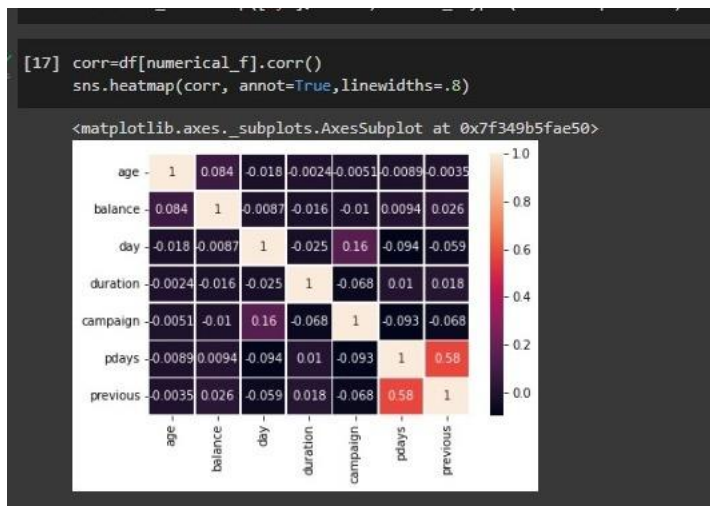 [17] corr=df[numerical_f].corr()
sns.heatmap(corr, annot=True,linewidths=.8)
<matplotlib.axes._subplots.AxesSubplot at 0x7f349b5fae50>
age 1 0.084 -0.018 -0.0024 -0.0051 -0.0089 -0.0035
balance 0.084 1 -0.0087 -0.016 -0.01 0.0094 0.026
day -0.018 -0.0087 1 -0.025 0.16 -0.094 -0.059
duration -0.0024 -0.016 -0.025 1 -0.068 0.01 0.018
campaign -0.0051 -0.01 0.16 -0.068 1 -0.093 -0.068
pdays -0.0089 0.0094 -0.094 0.01 -0.093 1 0.58
previous -0.0035 0.026 -0.059 0.018 -0.068 0.58 1
age balance day duration campaign pdays previous
1.0
0.8
0.6
0.4
0.2
0.0